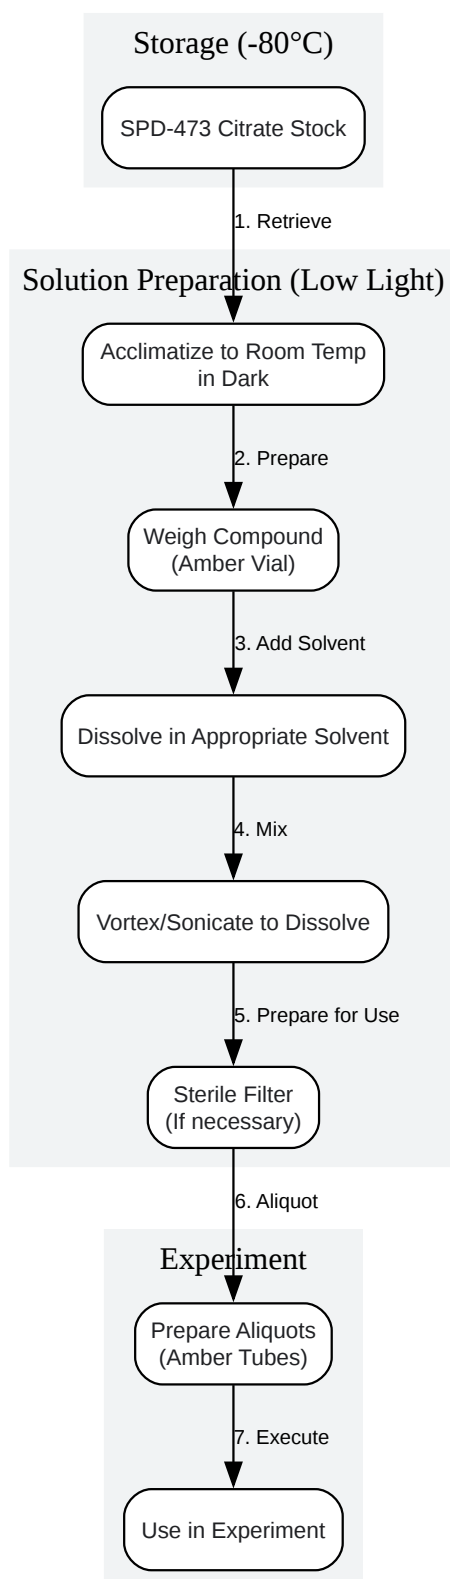 Storage (-80°C)
SPD-473 Citrate Stock
1. Retrieve
Solution Preparation (Low Light)
Acclimatize to Room Temp
in Dark
2. Prepare
Weigh Compound
(Amber Vial)
3. Add Solvent
Dissolve in Appropriate Solvent
4. Mix
Vortex/Sonicate to Dissolve
5. Prepare for Use
Sterile Filter
(If necessary)
6. Aliquot
Experiment
Prepare Aliquots
(Amber Tubes)
7. Execute
Use in Experiment